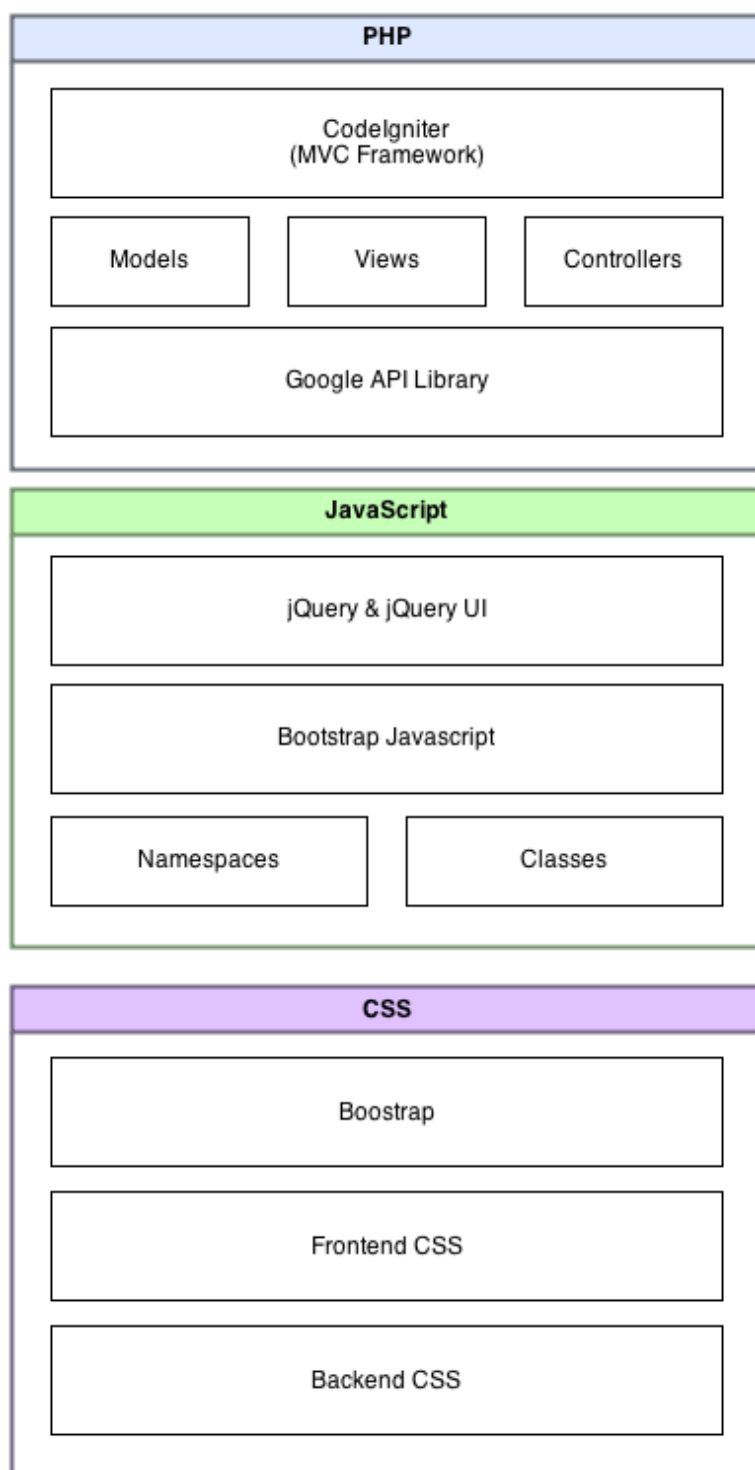 PHP
CodeIgniter
(MVC Framework)
Models
Views
Controllers
Google API Library
JavaScript
jQuery & jQuery UI
Bootstrap Javascript
Namespaces
Classes
CSS
Boostrap
Frontend CSS
Backend CSS